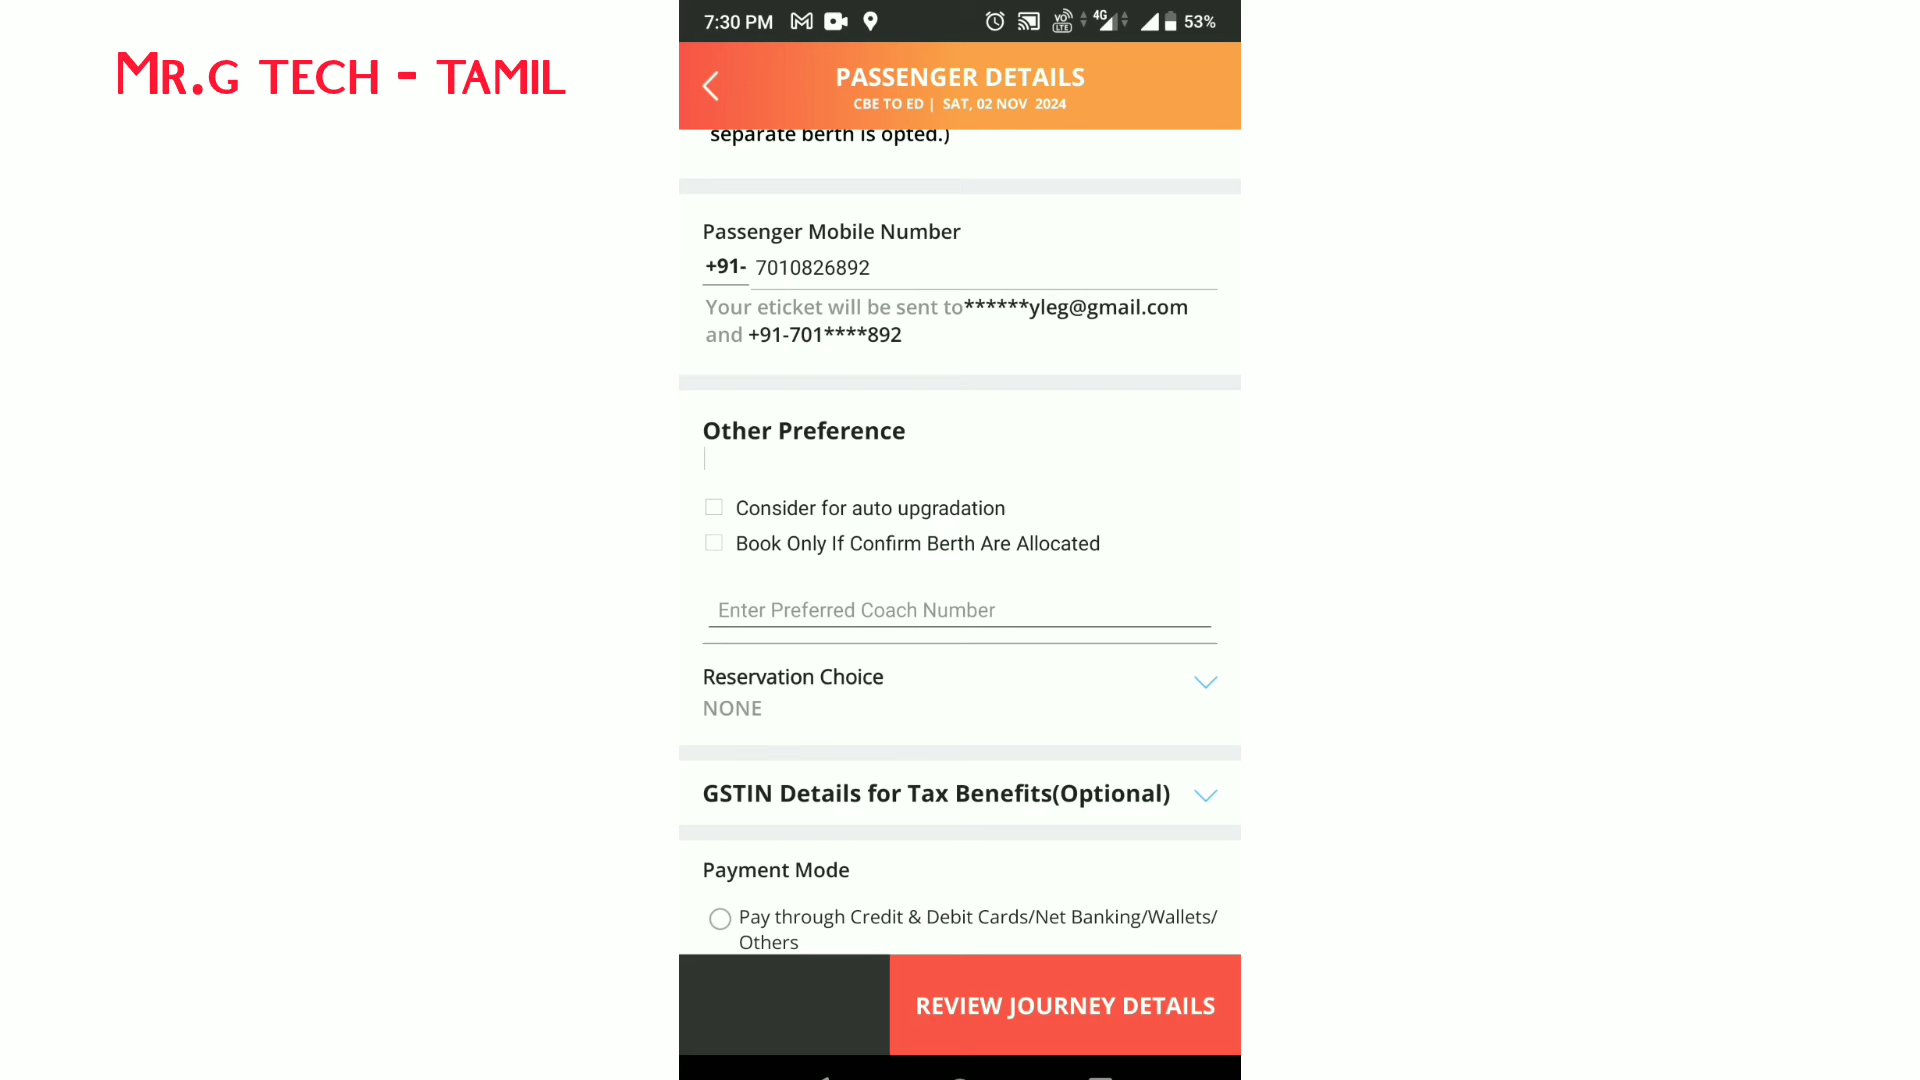 MR.G TECH - TAMIL
7:30 PM
VO LTE
4G
53%
PASSENGER DETAILS
CBE TO ED | SAT, 02 NOV 2024
separate berth is opted.)
Passenger Mobile Number
+91- 7010826892
Your eticket will be sent to******yleg@gmail.com
and +91-701****892
Other Preference
Consider for auto upgradation
Book Only If Confirm Berth Are Allocated
Enter Preferred Coach Number
Reservation Choice
NONE
GSTIN Details for Tax Benefits(Optional)
Payment Mode
Pay through Credit & Debit Cards/Net Banking/Wallets/
Others
REVIEW JOURNEY DETAILS